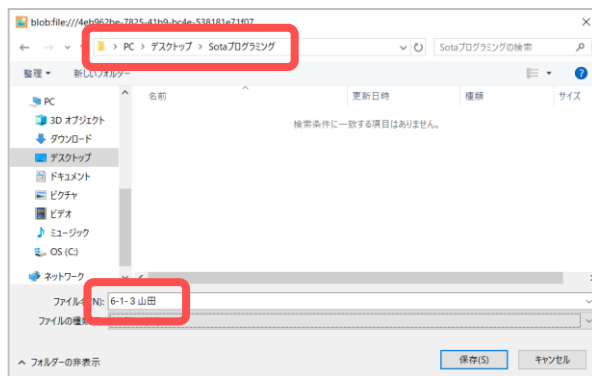 blob:file:///4eb962be-7825-41b9-bc4e-538181e71f07
> PC > デスクトップ > Sotaプログラミング
Sotaプログラミングの検索
整理 新しいフォルダー
名前 更新日時 種類 サイズ
検索条件に一致する項目はありません。
PC
3D オブジェクト
ダウンロード
デスクトップ
ドキュメント
ピクチャ
ビデオ
ミュージック
OS (C:)
ネットワーク
ファイル名(N): 6-1-3 山田
ファイルの種類
フォルダーの非表示
保存(S) キャンセル